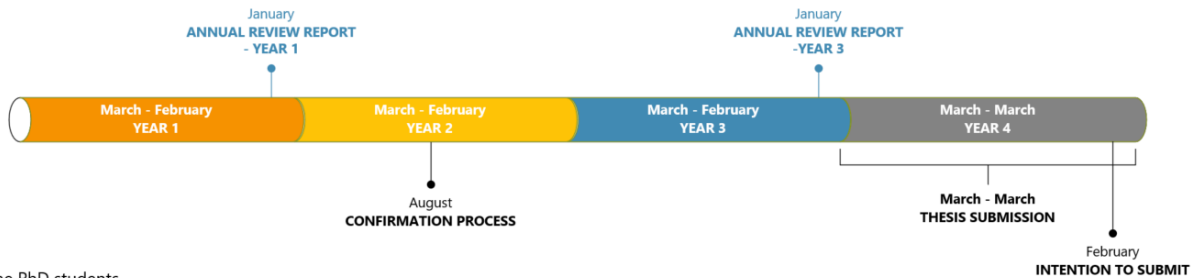 January
ANNUAL REVIEW REPORT
- YEAR 1
January
ANNUAL REVIEW REPORT
-YEAR 3
March - February
YEAR 1
March - February
YEAR 2
March - February
YEAR 3
March - March
YEAR 4
August
CONFIRMATION PROCESS
March - March
THESIS SUBMISSION
February
INTENTION TO SUBMIT
PhD students